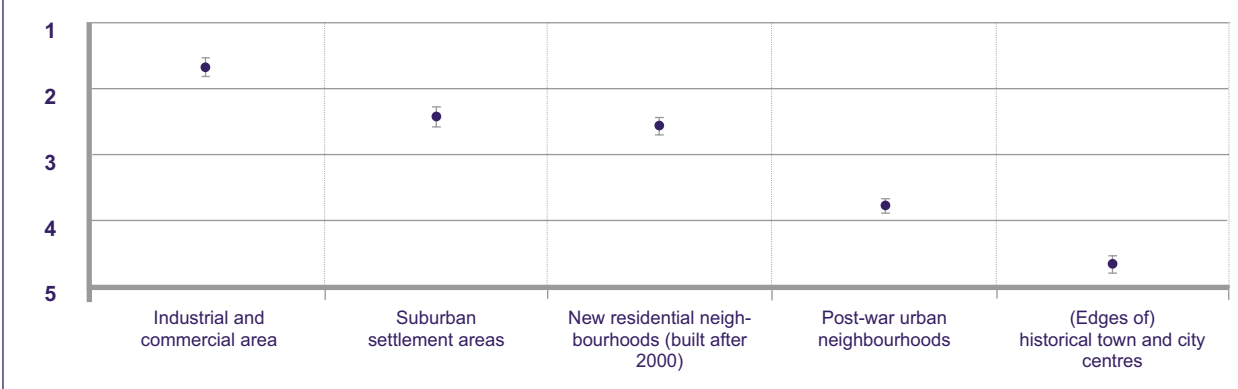 1
2
3
4
5
Industrial and
commercial area
Suburban
settlement areas
New residential neigh-
bourhoods (built after
2000)
Post-war urban
neighbourhoods
(Edges of)
historical town and city
centres